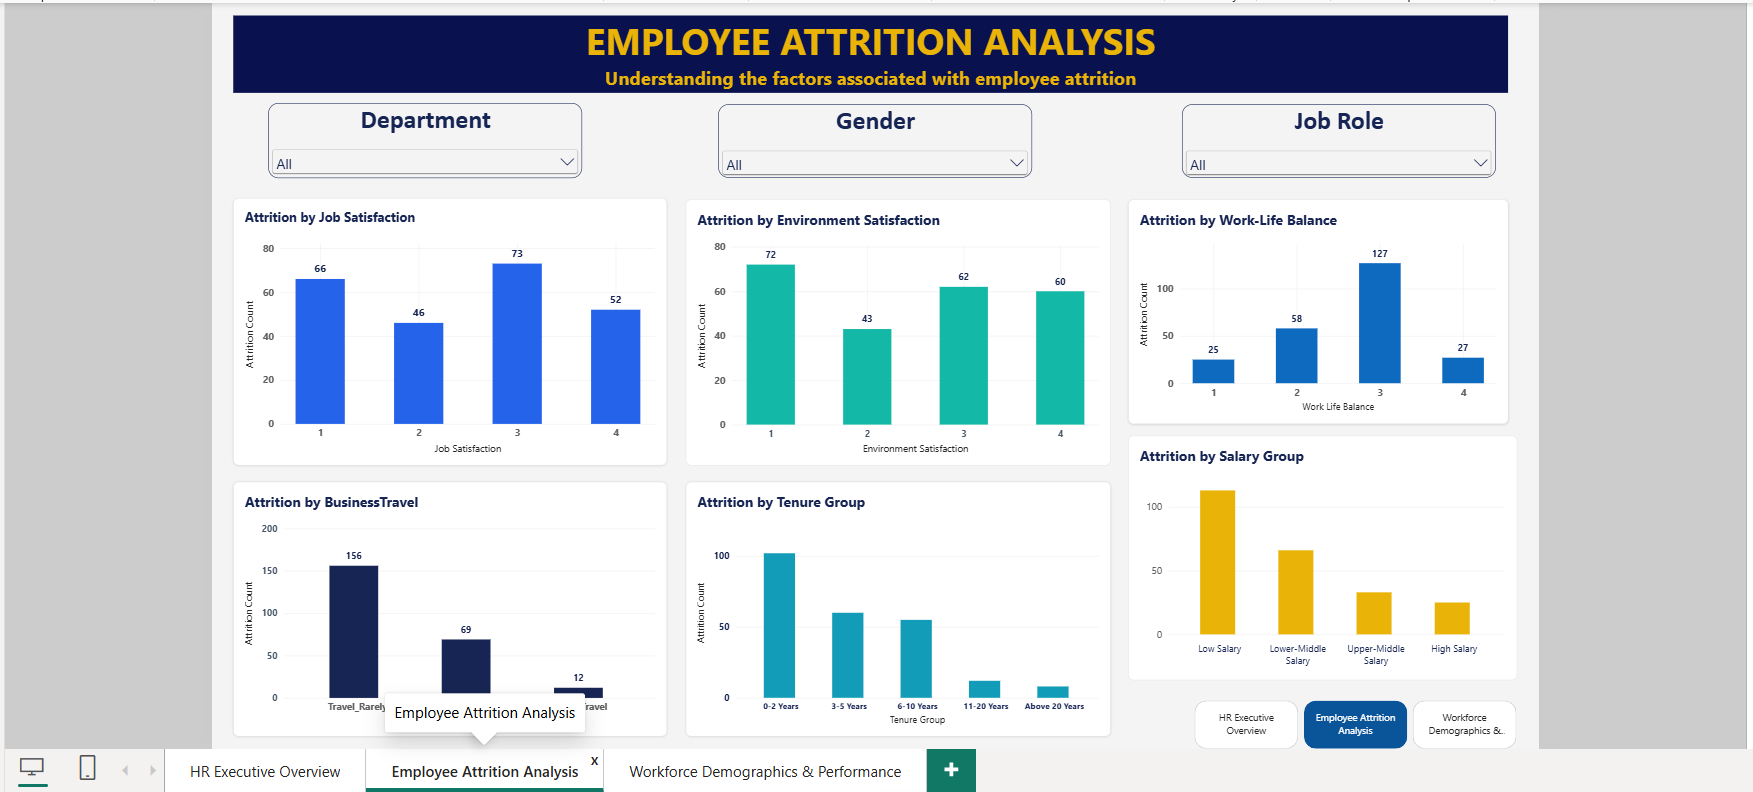 EMPLOYEE ATTRITION ANALYSIS
Understanding the factors associated with employee attrition
Department
All
Gender
All
Job Role
All
Attrition by Job Satisfaction
Attrition Count
80
60
40
20
0
66
46
73
52
1
2
3
4
Job Satisfaction
Attrition by Environment Satisfaction
Attrition Count
80
60
40
20
0
72
43
62
60
1
2
3
4
Environment Satisfaction
Attrition by Work-Life Balance
Attrition Count
100
50
0
25
58
127
27
1
2
3
4
Work Life Balance
Attrition by BusinessTravel
Attrition Count
200
150
100
50
0
156
69
12
Travel_Rarely
ravel
Employee Attrition Analysis
Attrition by Tenure Group
Attrition Count
100
50
0
0-2 Years
3-5 Years
6-10 Years
11-20 Years
Above 20 Years
Tenure Group
Attrition by Salary Group
100
50
0
Low Salary
Lower-Middle
Salary
Upper-Middle
Salary
High Salary
HR Executive
Overview
Employee Attrition
Analysis
Workforce
Demographics &..
HR Executive Overview
Employee Attrition Analysis
x
Workforce Demographics & Performance
+